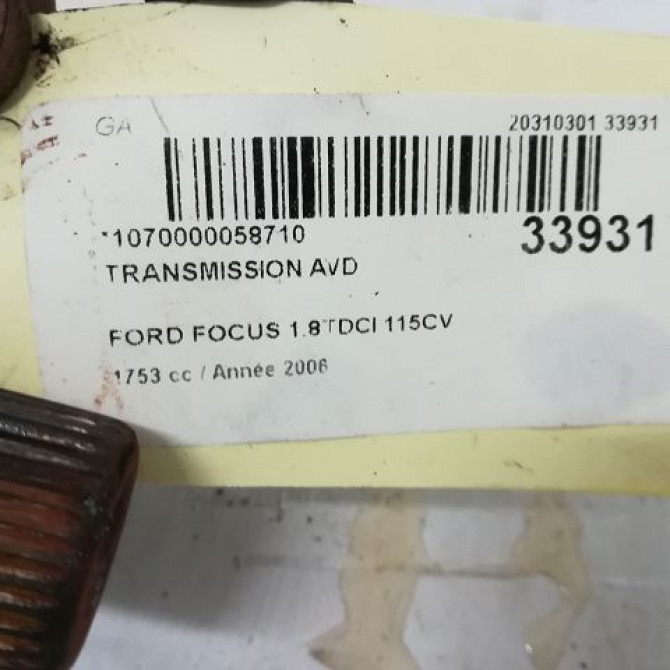 GA
20310301 33931
*1070000058710
33931
TRANSMISSION AVD
FORD FOCUS 1.8TDCI 115CV
1753 cc / Année 2006